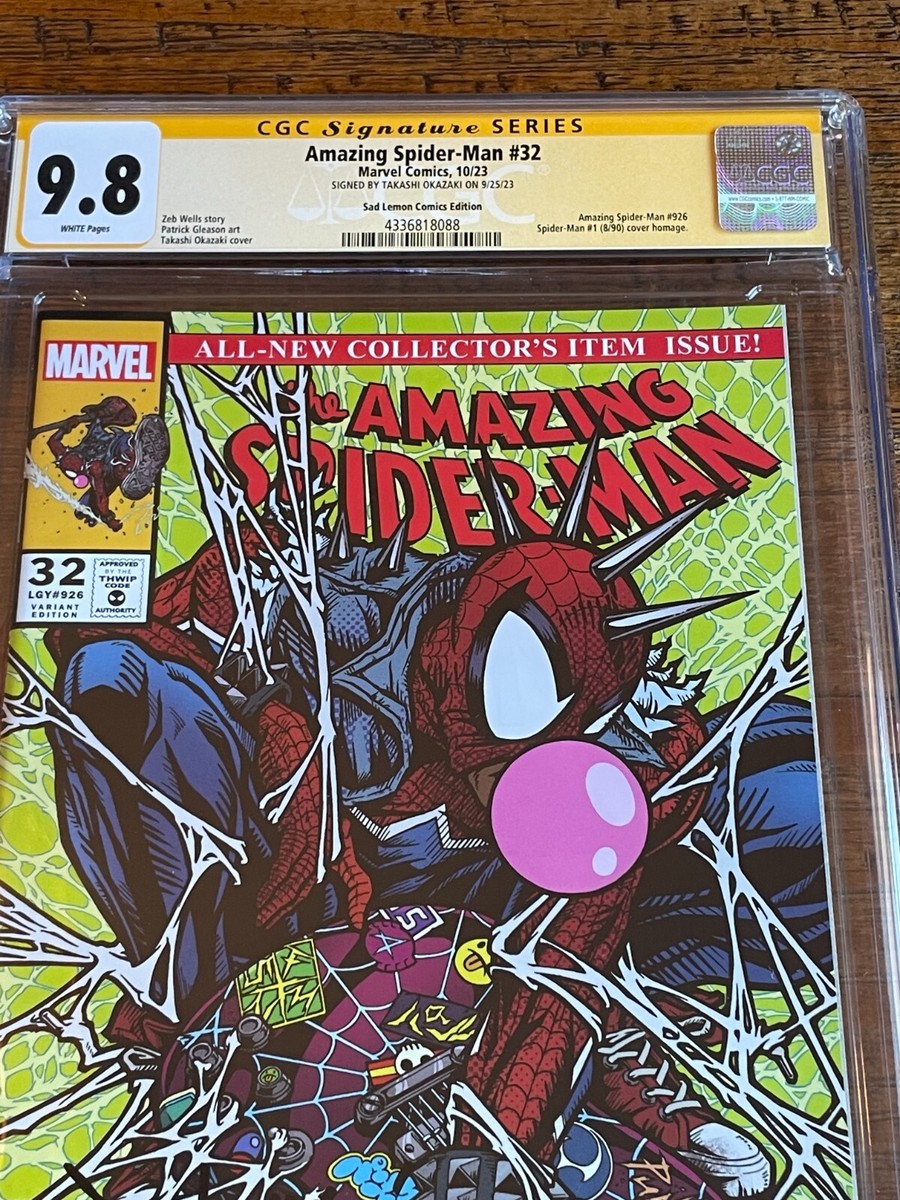 CGC Signature SERIES
9.8
WHITE Pages
Amazing Spider-Man #32
Marvel Comics, 10/23
SIGNED BY TAKASHI OKAZAKI ON 9/25/23
Sad Lemon Comics Edition
4336818088
Zeb Wells story
Patrick Gleason art
Takashi Okazaki cover
Amazing Spider-Man #926
Spider-Man #1 (8/90) cover homage.
CGC
MARVEL
ALL-NEW COLLECTOR'S ITEM ISSUE!
The AMAZING
SPIDER-MAN
32
LGY#926
VARIANT
EDITION
APPROVED
BY THE
THWIP
CODE
AUTHORITY